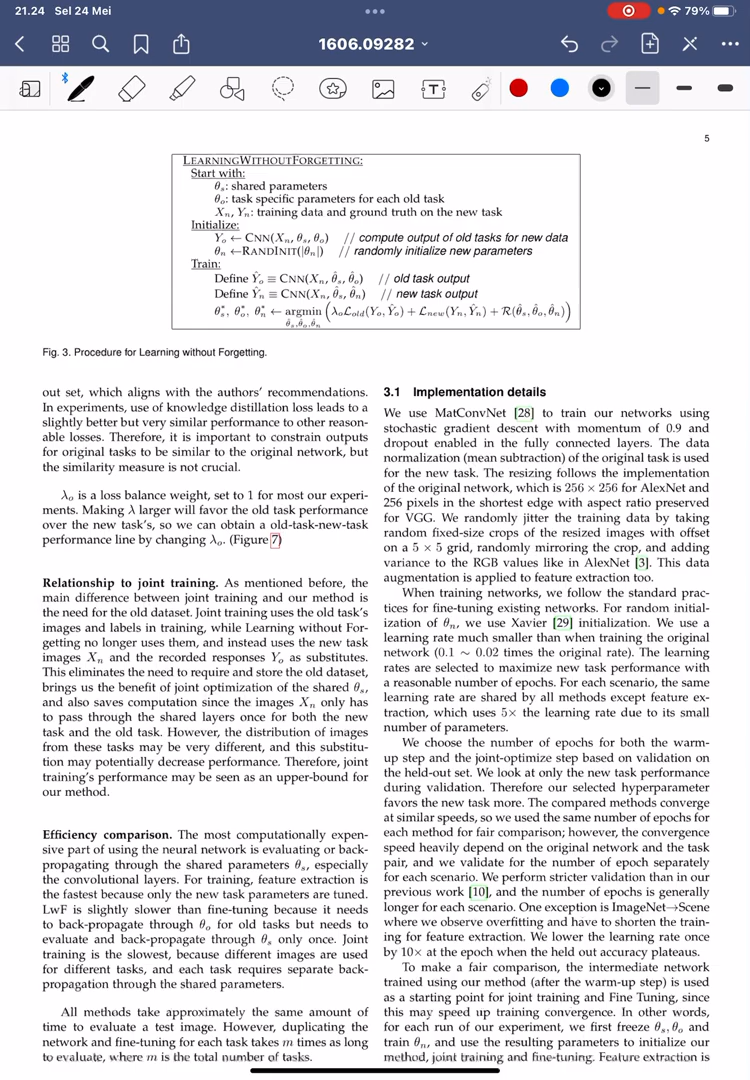 21.24 Sel 24 Mei
79%
1606.09282
5
LEARNINGWITHOUTFORGETTING:
Start with:
θₛ: shared parameters
θₒ: task specific parameters for each old task
Xₙ, Yₙ: training data and ground truth on the new task
Initialize:
Yₒ ← CNN(Xₙ, θₛ, θₒ) // compute output of old tasks for new data
θₙ ←RANDINIT(|θₙ|) // randomly initialize new parameters
Train:
Define Ŷₒ ≡ CNN(Xₙ, θ̂ₛ, θ̂ₒ) // old task output
Define Ŷₙ ≡ CNN(Xₙ, θ̂ₛ, θ̂ₙ) // new task output
θₛ*, θₒ*, θₙ* ← argmin (λₒℒold(Yₒ, Ŷₒ) + ℒnew(Yₙ, Ŷₙ) + ℛ(θ̂ₛ, θ̂ₒ, θ̂ₙ))
θ̂ₛ,θ̂ₒ,θ̂ₙ
Fig. 3. Procedure for Learning without Forgetting.
out set, which aligns with the authors' recommendations.
In experiments, use of knowledge distillation loss leads to a
slightly better but very similar performance to other reason-
able losses. Therefore, it is important to constrain outputs
for original tasks to be similar to the original network, but
the similarity measure is not crucial.
λₒ is a loss balance weight, set to 1 for most our experi-
ments. Making λ larger will favor the old task performance
over the new task's, so we can obtain a old-task-new-task
performance line by changing λₒ. (Figure 7)
Relationship to joint training. As mentioned before, the
main difference between joint training and our method is
the need for the old dataset. Joint training uses the old task's
images and labels in training, while Learning without For-
getting no longer uses them, and instead uses the new task
images Xₙ and the recorded responses Yₒ as substitutes.
This eliminates the need to require and store the old dataset,
brings us the benefit of joint optimization of the shared θₛ,
and also saves computation since the images Xₙ only has
to pass through the shared layers once for both the new
task and the old task. However, the distribution of images
from these tasks may be very different, and this substitu-
tion may potentially decrease performance. Therefore, joint
training's performance may be seen as an upper-bound for
our method.
Efficiency comparison. The most computationally expen-
sive part of using the neural network is evaluating or back-
propagating through the shared parameters θₛ, especially
the convolutional layers. For training, feature extraction is
the fastest because only the new task parameters are tuned.
LwF is slightly slower than fine-tuning because it needs
to back-propagate through θₒ for old tasks but needs to
evaluate and back-propagate through θₛ only once. Joint
training is the slowest, because different images are used
for different tasks, and each task requires separate back-
propagation through the shared parameters.
All methods take approximately the same amount of
time to evaluate a test image. However, duplicating the
network and fine-tuning for each task takes m times as long
to evaluate, where m is the total number of tasks.
3.1 Implementation details
We use MatConvNet [28] to train our networks using
stochastic gradient descent with momentum of 0.9 and
dropout enabled in the fully connected layers. The data
normalization (mean subtraction) of the original task is used
for the new task. The resizing follows the implementation
of the original network, which is 256 × 256 for AlexNet and
256 pixels in the shortest edge with aspect ratio preserved
for VGG. We randomly jitter the training data by taking
random fixed-size crops of the resized images with offset
on a 5 × 5 grid, randomly mirroring the crop, and adding
variance to the RGB values like in AlexNet [3]. This data
augmentation is applied to feature extraction too.
When training networks, we follow the standard prac-
tices for fine-tuning existing networks. For random initial-
ization of θₙ, we use Xavier [29] initialization. We use a
learning rate much smaller than when training the original
network (0.1 ∼ 0.02 times the original rate). The learning
rates are selected to maximize new task performance with
a reasonable number of epochs. For each scenario, the same
learning rate are shared by all methods except feature ex-
traction, which uses 5× the learning rate due to its small
number of parameters.
We choose the number of epochs for both the warm-
up step and the joint-optimize step based on validation on
the held-out set. We look at only the new task performance
during validation. Therefore our selected hyperparameter
favors the new task more. The compared methods converge
at similar speeds, so we used the same number of epochs for
each method for fair comparison; however, the convergence
speed heavily depend on the original network and the task
pair, and we validate for the number of epoch separately
for each scenario. We perform stricter validation than in our
previous work [10], and the number of epochs is generally
longer for each scenario. One exception is ImageNet→Scene
where we observe overfitting and have to shorten the train-
ing for feature extraction. We lower the learning rate once
by 10× at the epoch when the held out accuracy plateaus.
To make a fair comparison, the intermediate network
trained using our method (after the warm-up step) is used
as a starting point for joint training and Fine Tuning, since
this may speed up training convergence. In other words,
for each run of our experiment, we first freeze θₛ, θₒ and
train θₙ, and use the resulting parameters to initialize our
method, joint training and fine-tuning. Feature extraction is